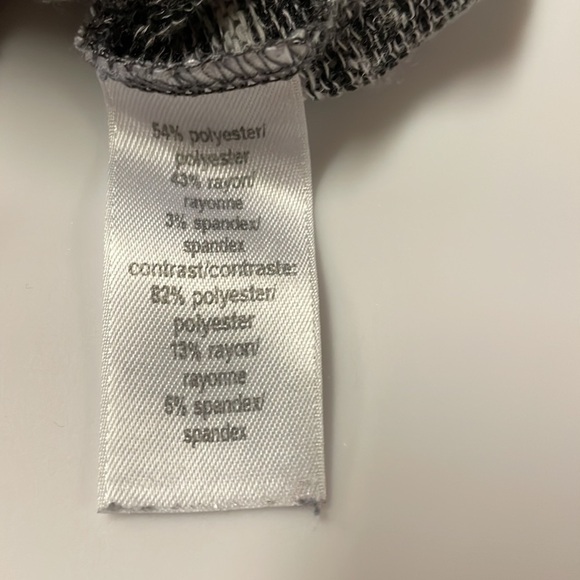 54% polyester/
polyester
43% rayon/
rayonne
3% spandex/
spandex
contrast/contraste:
82% polyester/
polyester
13% rayon/
rayonne
5% spandex/
spandex